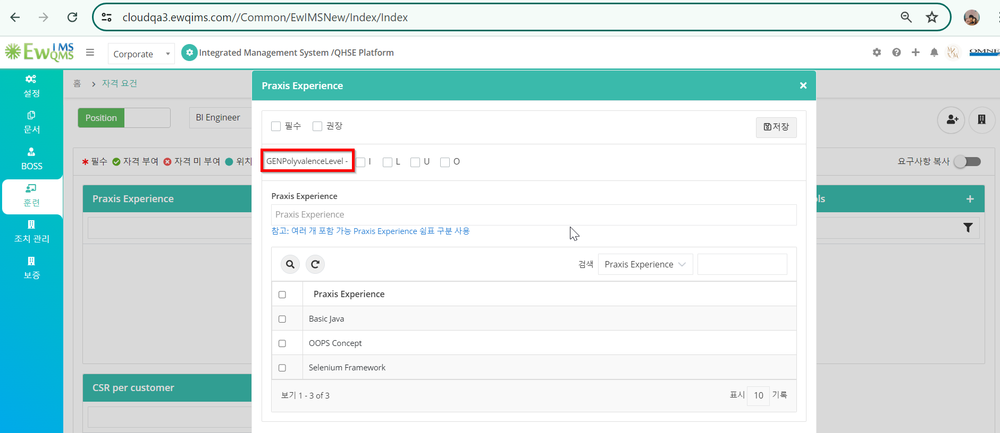 cloudqa3.ewqims.com//Common/EwIMSNew/Index/Index
EwIMS QMS
Corporate
Integrated Management System /QHSE Platform
OMNE
설정
문서
BOSS
훈련
조치 관리
보증
홈 > 자격 요건
Position
BI Engineer
* 필수 자격 부여 자격 미 부여 위치
요구사항 복사
Praxis Experience
ols
CSR per customer
Praxis Experience
필수 권장
저장
GENPolyvalenceLevel - I L U O
Praxis Experience
Praxis Experience
참고: 여러 개 포함 가능 Praxis Experience 쉼표 구분 사용
검색 Praxis Experience
Praxis Experience
Basic Java
OOPS Concept
Selenium Framework
보기 1 - 3 of 3
표시 10 기록